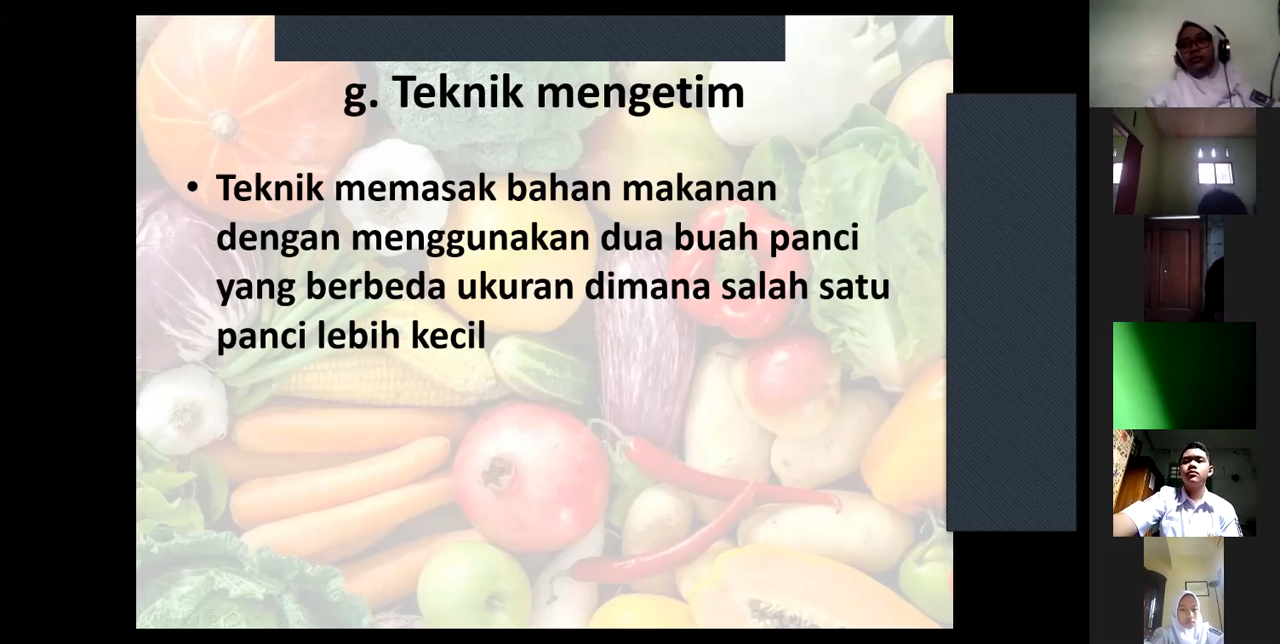 g. Teknik mengetim
• Teknik memasak bahan makanan
dengan menggunakan dua buah panci
yang berbeda ukuran dimana salah satu
panci lebih kecil